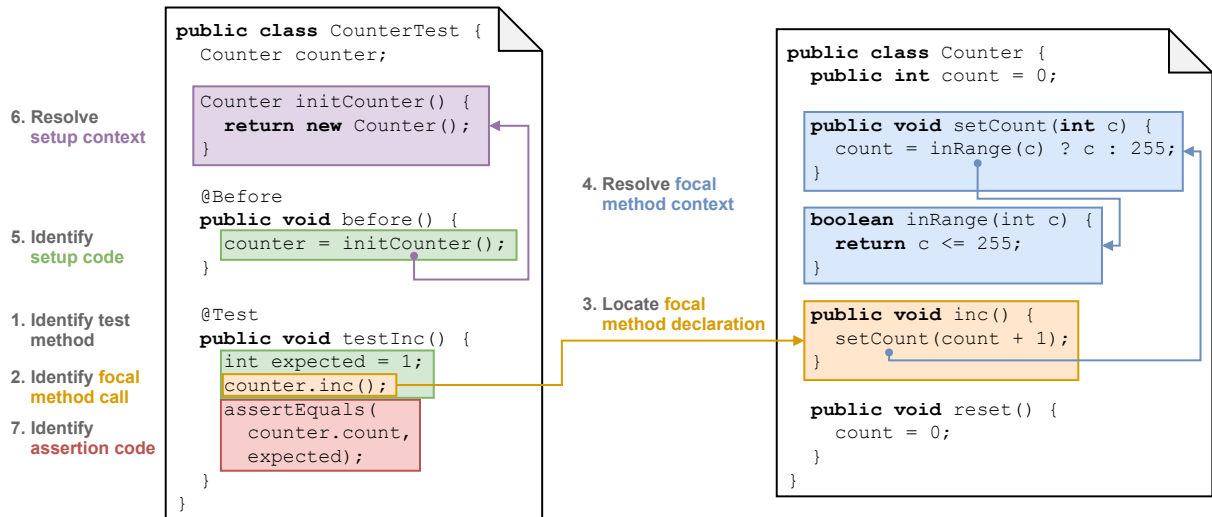 public class CounterTest {
Counter counter;
6. Resolve
setup context
Counter initCounter() {
return new Counter();
}
@Before
public void before() {
5. Identify
setup code
counter = initCounter();
}
@Test
1. Identify test
method
public void testInc() {
int expected = 1;
2. Identify focal
method call
counter.inc();
7. Identify
assertion code
assertEquals(
counter.count,
expected);
}
}
3. Locate focal
method declaration
4. Resolve focal
method context
public class Counter {
public int count = 0;
public void setCount(int c) {
count = inRange(c) ? c : 255;
}
boolean inRange(int c) {
return c <= 255;
}
public void inc() {
setCount(count + 1);
}
public void reset() {
count = 0;
}
}